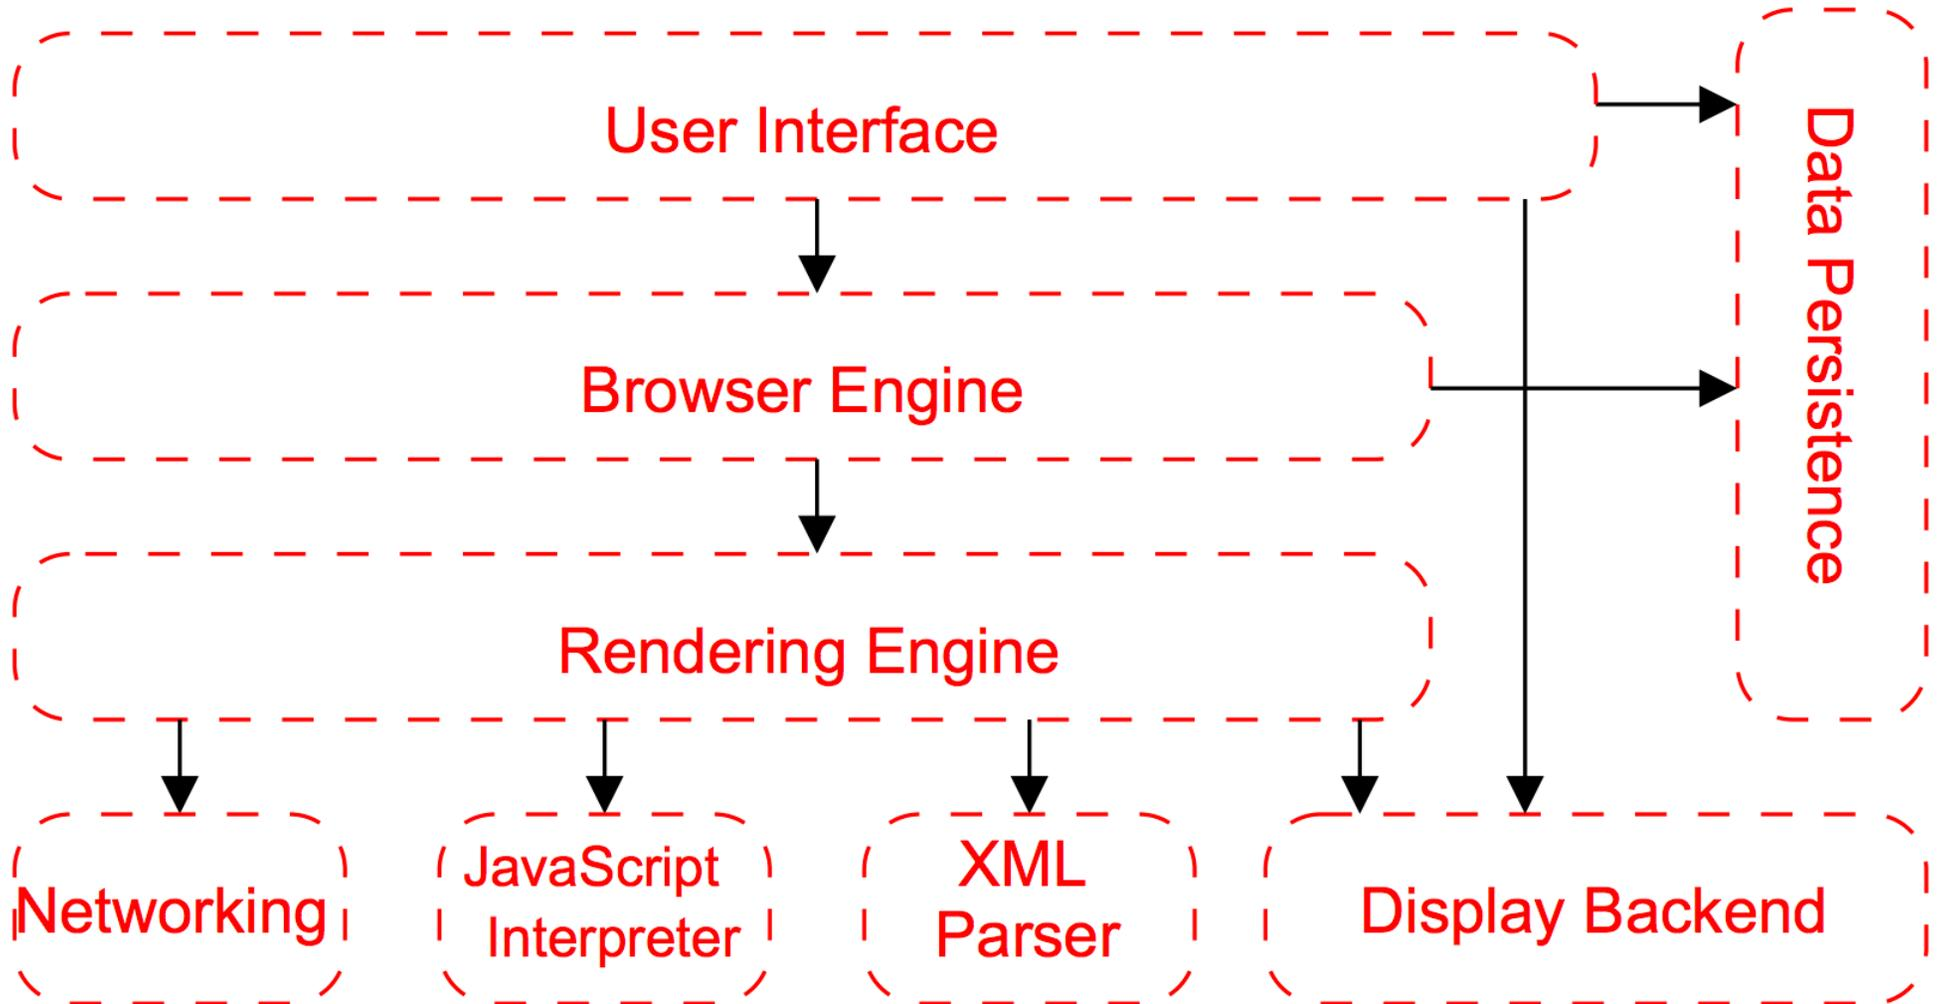 User Interface
Data Persistence
Browser Engine
Rendering Engine
Networking
JavaScript
Interpreter
XML
Parser
Display Backend